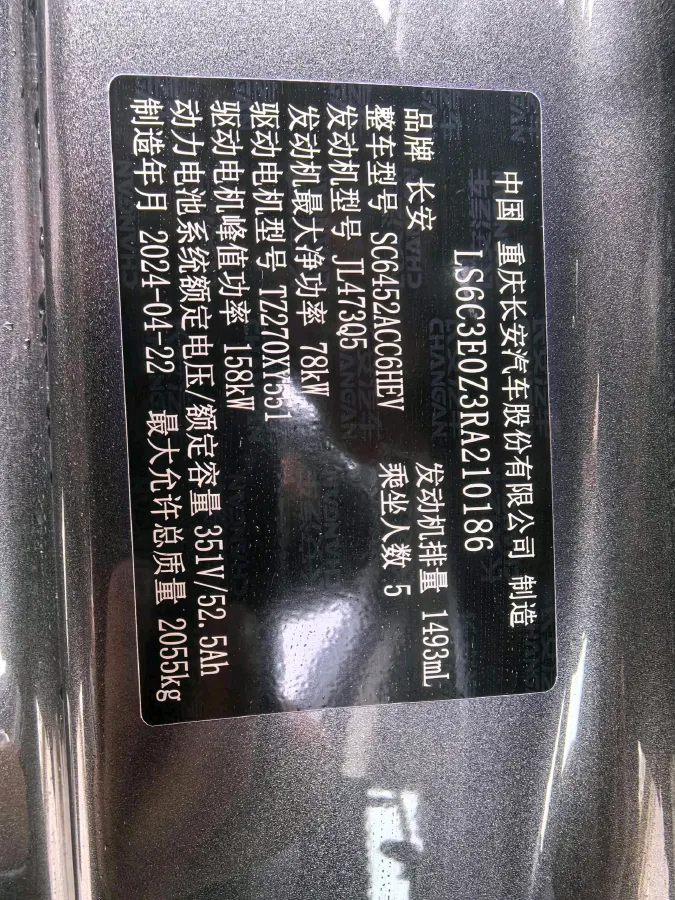 中国 重庆长安汽车股份有限公司 制造
LS6C3E0Z3RA210186
品牌 长安 发动机排量 1493mL
整车型号 SC6452ACC6HEV 乘坐人数 5
发动机型号 JL473Q5
发动机最大净功率 78kW
驱动电机型号 TZ270XY551
驱动电机峰值功率 158kW
动力电池系统额定电压/额定容量 351V/52.5Ah
制造年月 2024-04-22 最大允许总质量 2055kg